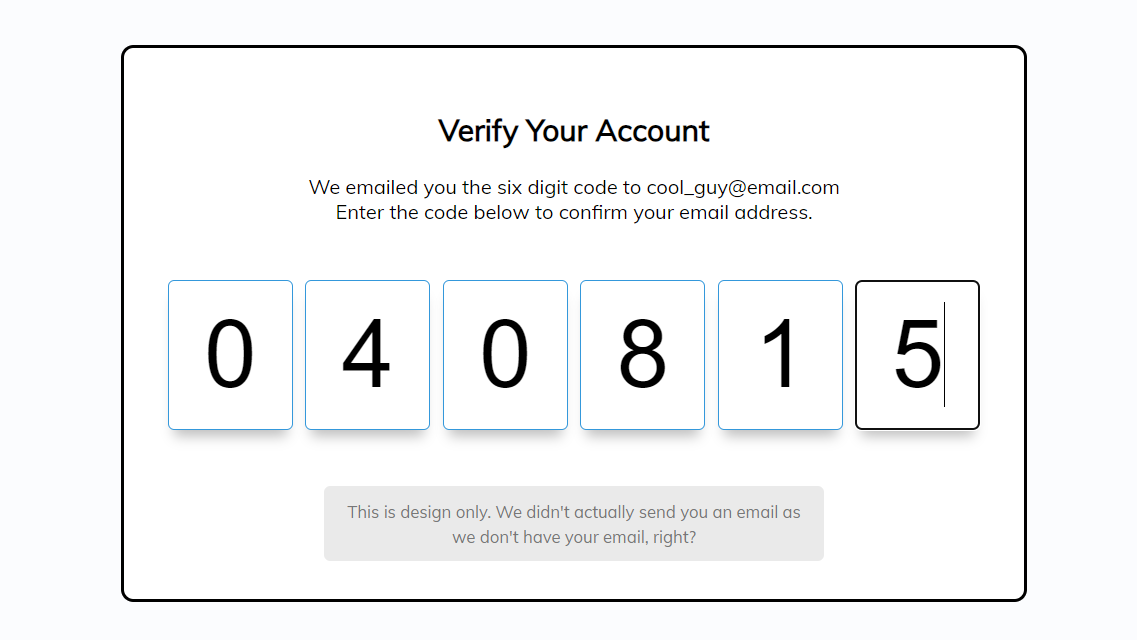 Verify Your Account
We emailed you the six digit code to cool_guy@email.com
Enter the code below to confirm your email address.
0 4 0 8 1 5
This is design only. We didn't actually send you an email as
we don't have your email, right?